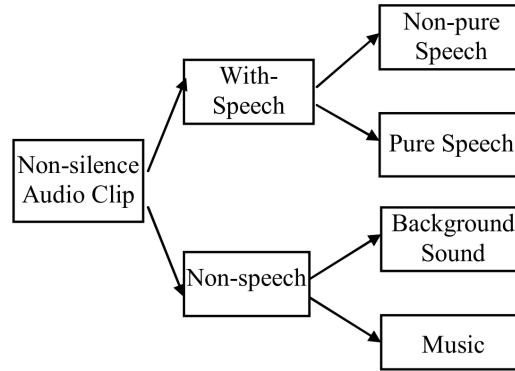 Non-silence
Audio Clip
With-
Speech
Non-speech
Non-pure
Speech
Pure Speech
Background
Sound
Music